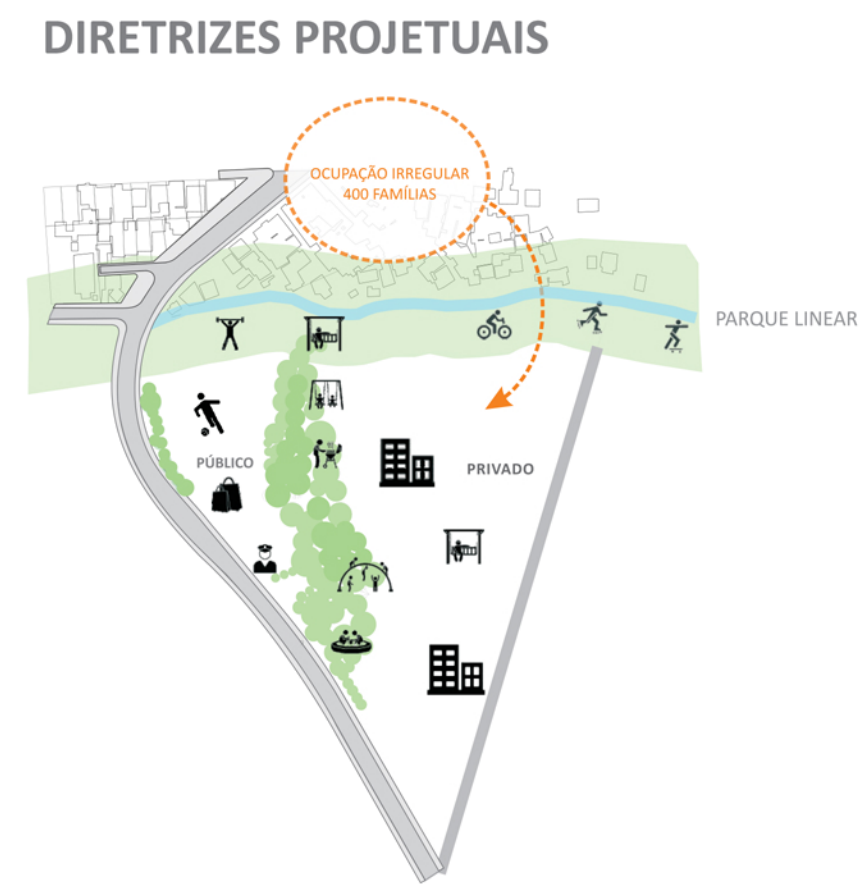 DIRETRIZES PROJETUAIS
OCUPAÇÃO IRREGULAR
400 FAMÍLIAS
PARQUE LINEAR
PÚBLICO
PRIVADO